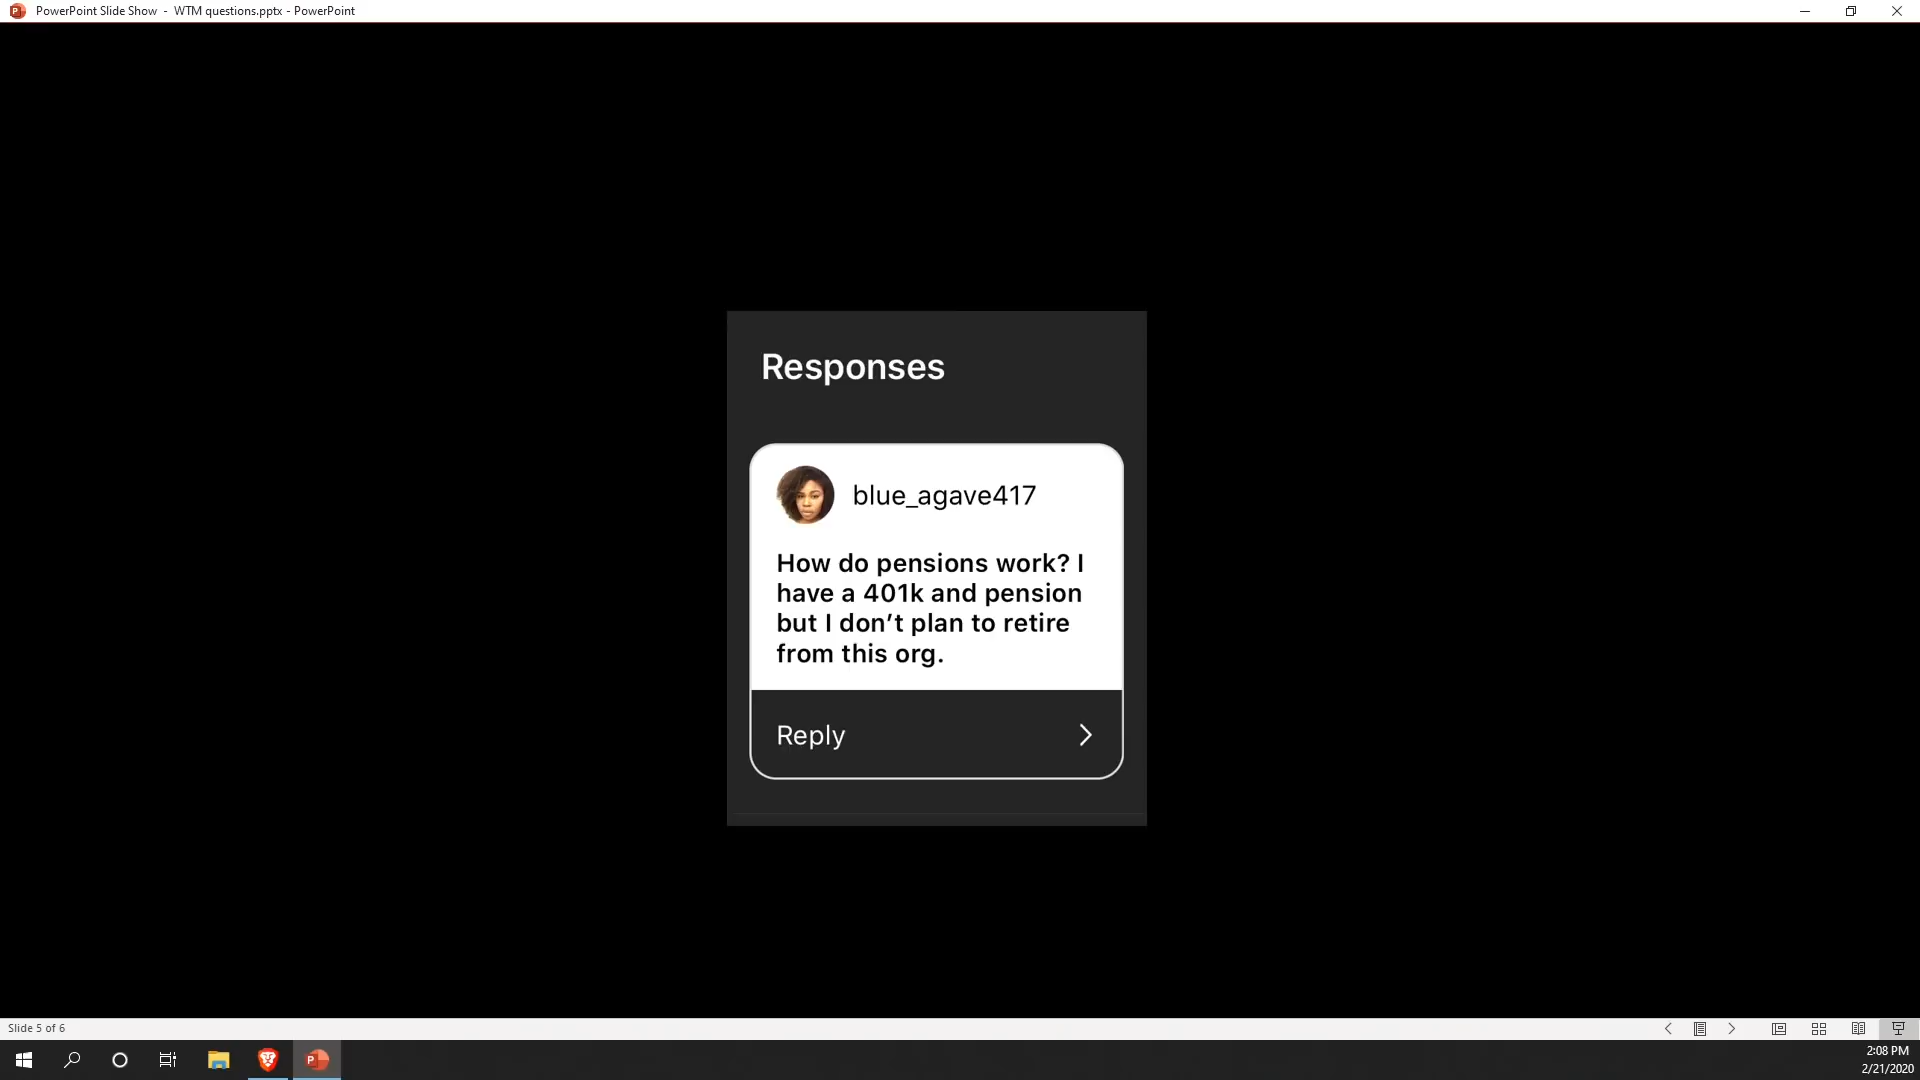 PowerPoint Slide Show - WTM questions.pptx - PowerPoint
Responses
blue_agave417
How do pensions work? I
have a 401k and pension
but I don’t plan to retire
from this org.
Reply
Slide 5 of 6
2:08 PM
2/21/2020